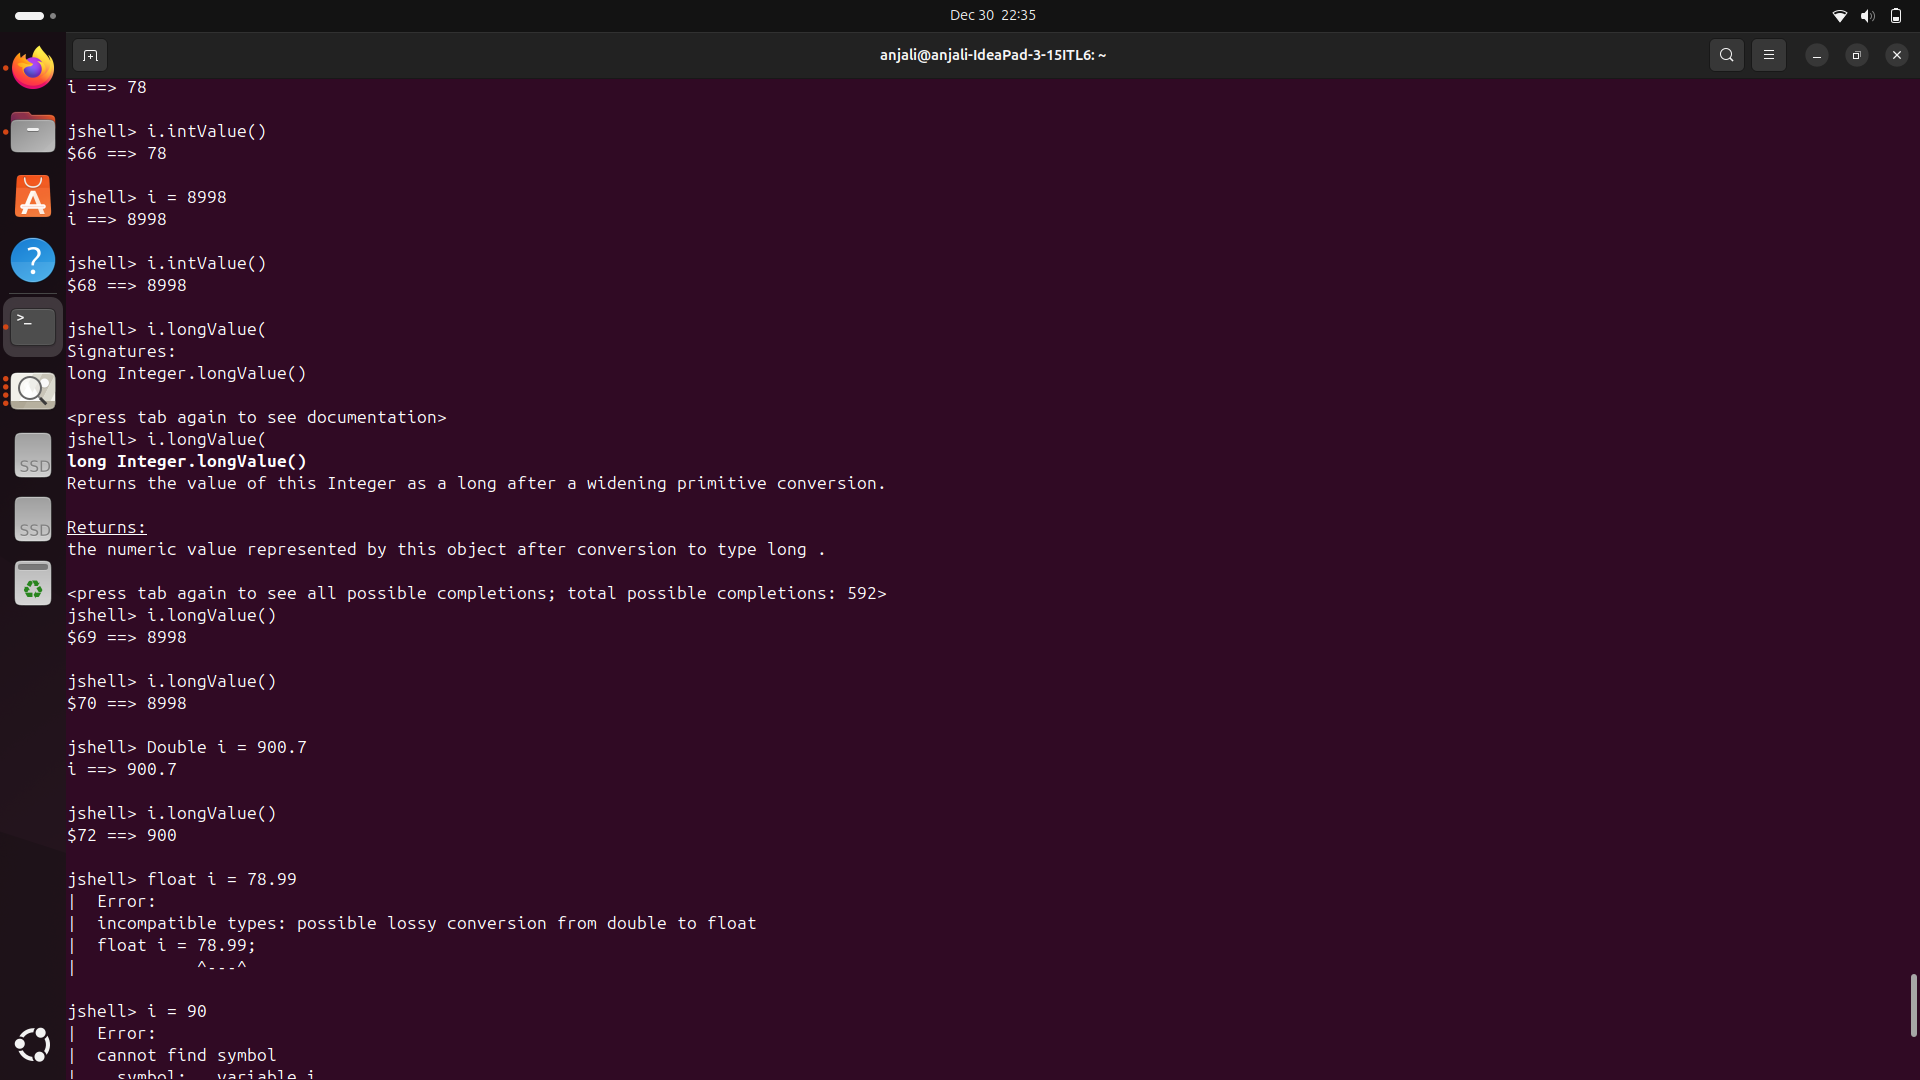 Dec 30 22:35
anjali@anjali-IdeaPad-3-15ITL6: ~
i ==> 78
jshell> i.intValue()
$66 ==> 78
jshell> i = 8998
i ==> 8998
jshell> i.intValue()
$68 ==> 8998
jshell> i.longValue(
Signatures:
long Integer.longValue()
<press tab again to see documentation>
jshell> i.longValue(
long Integer.longValue()
Returns the value of this Integer as a long after a widening primitive conversion.
Returns:
the numeric value represented by this object after conversion to type long .
<press tab again to see all possible completions; total possible completions: 592>
jshell> i.longValue()
$69 ==> 8998
jshell> i.longValue()
$70 ==> 8998
jshell> Double i = 900.7
i ==> 900.7
jshell> i.longValue()
$72 ==> 900
jshell> float i = 78.99
|  Error:
|  incompatible types: possible lossy conversion from double to float
|  float i = 78.99;
|            ^---^
jshell> i = 90
|  Error:
|  cannot find symbol
|    symbol:   variable i
A
?
>_
SSD
SSD